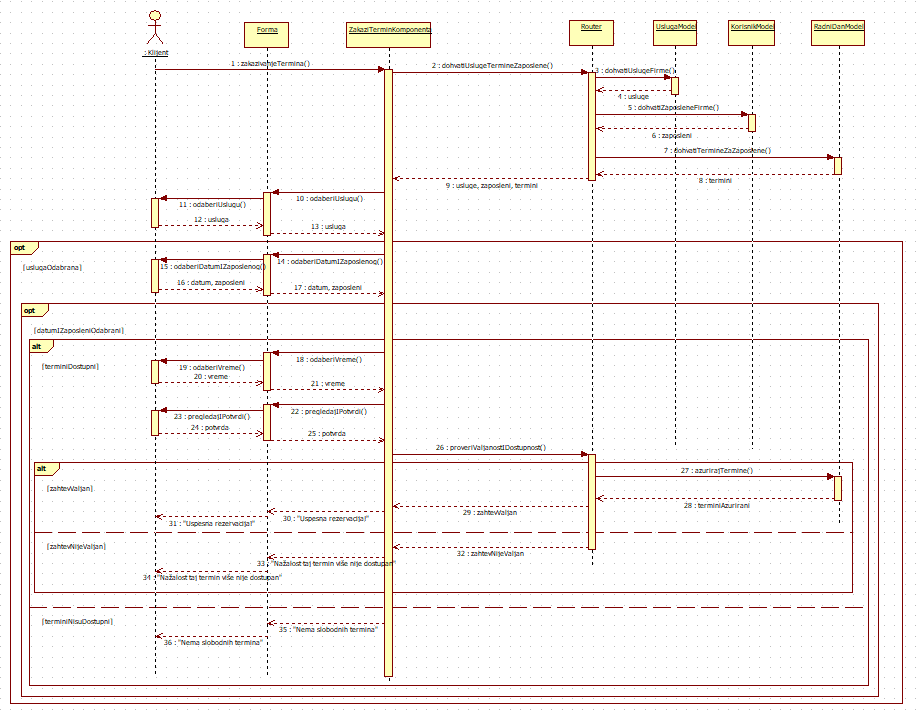 : Klijent
Forma
ZakaziTerminKomponenta
Router
UslugaModel
KorisnikModel
RadniDanModel
1 : zakazivanjeTermina()
2 : dohvatiUslugeTermineZaposlene()
3 : dohvatiUslugeFirme()
4 : usluge
5 : dohvatiZaposleneFirme()
6 : zaposleni
7 : dohvatiTermineZaZaposlene()
8 : termini
9 : usluge, zaposleni, termini
10 : odaberiUslugu()
11 : odaberiUslugu()
12 : usluga
13 : usluga
opt
[uslugaOdabrana]
14 : odaberiDatumIZaposlenog()
15 : odaberiDatumIZaposlenog()
16 : datum, zaposleni
17 : datum, zaposleni
opt
[datumIZaposleniOdabrani]
alt
[terminiDostupni]
18 : odaberiVreme()
19 : odaberiVreme()
20 : vreme
21 : vreme
22 : pregledajIPotvrdi()
23 : pregledajIPotvrdi()
24 : potvrda
25 : potvrda
26 : proveriValjanostIDostupnost()
alt
[zahtevValjan]
27 : azurirajTermine()
28 : terminiAzurirani
29 : zahtevValjan
30 : "Uspesna rezervacija!"
31 : "Uspesna rezervacija!"
[zahtevNijeValjan]
32 : zahtevNijeValjan
33 : "Nažalost taj termin više nije dostupan"
34 : "Nažalost taj termin više nije dostupan"
[terminiNisuDostupni]
35 : "Nema slobodnih termina"
36 : "Nema slobodnih termina"